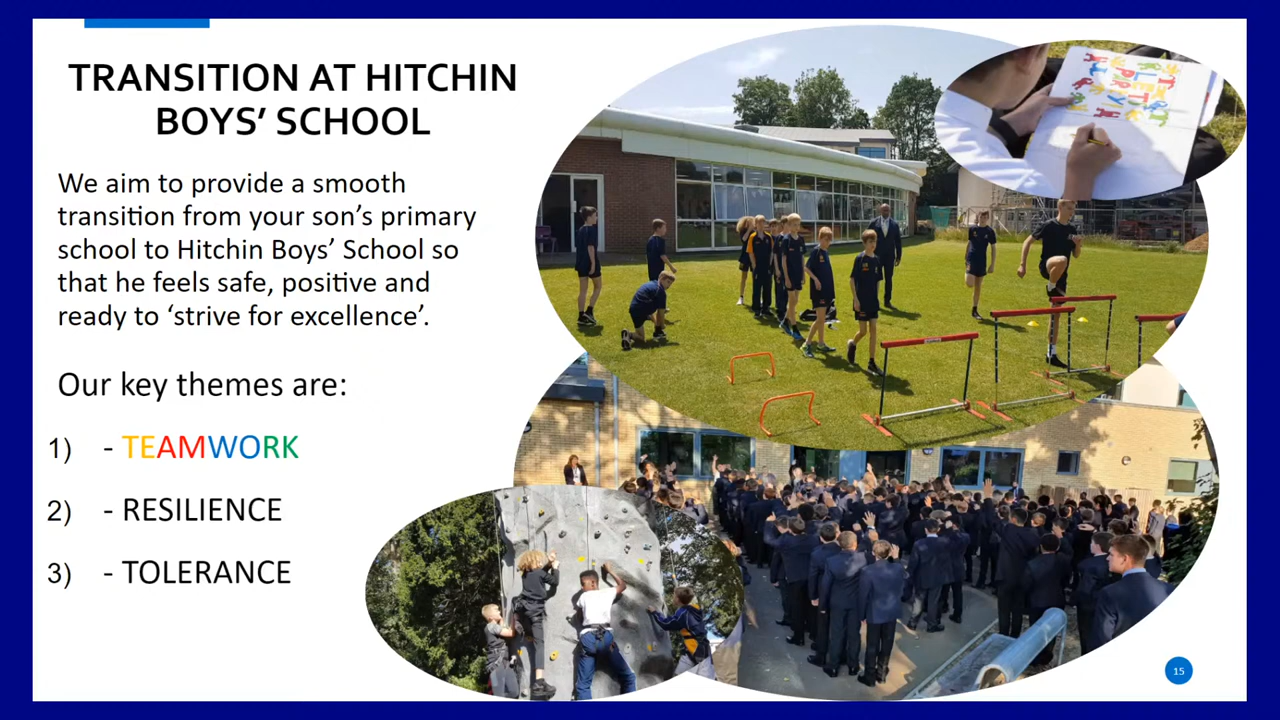 TRANSITION AT HITCHIN
BOYS’ SCHOOL
We aim to provide a smooth
transition from your son’s primary
school to Hitchin Boys’ School so
that he feels safe, positive and
ready to ‘strive for excellence’.
Our key themes are:
1) - TEAMWORK
2) - RESILIENCE
3) - TOLERANCE
15